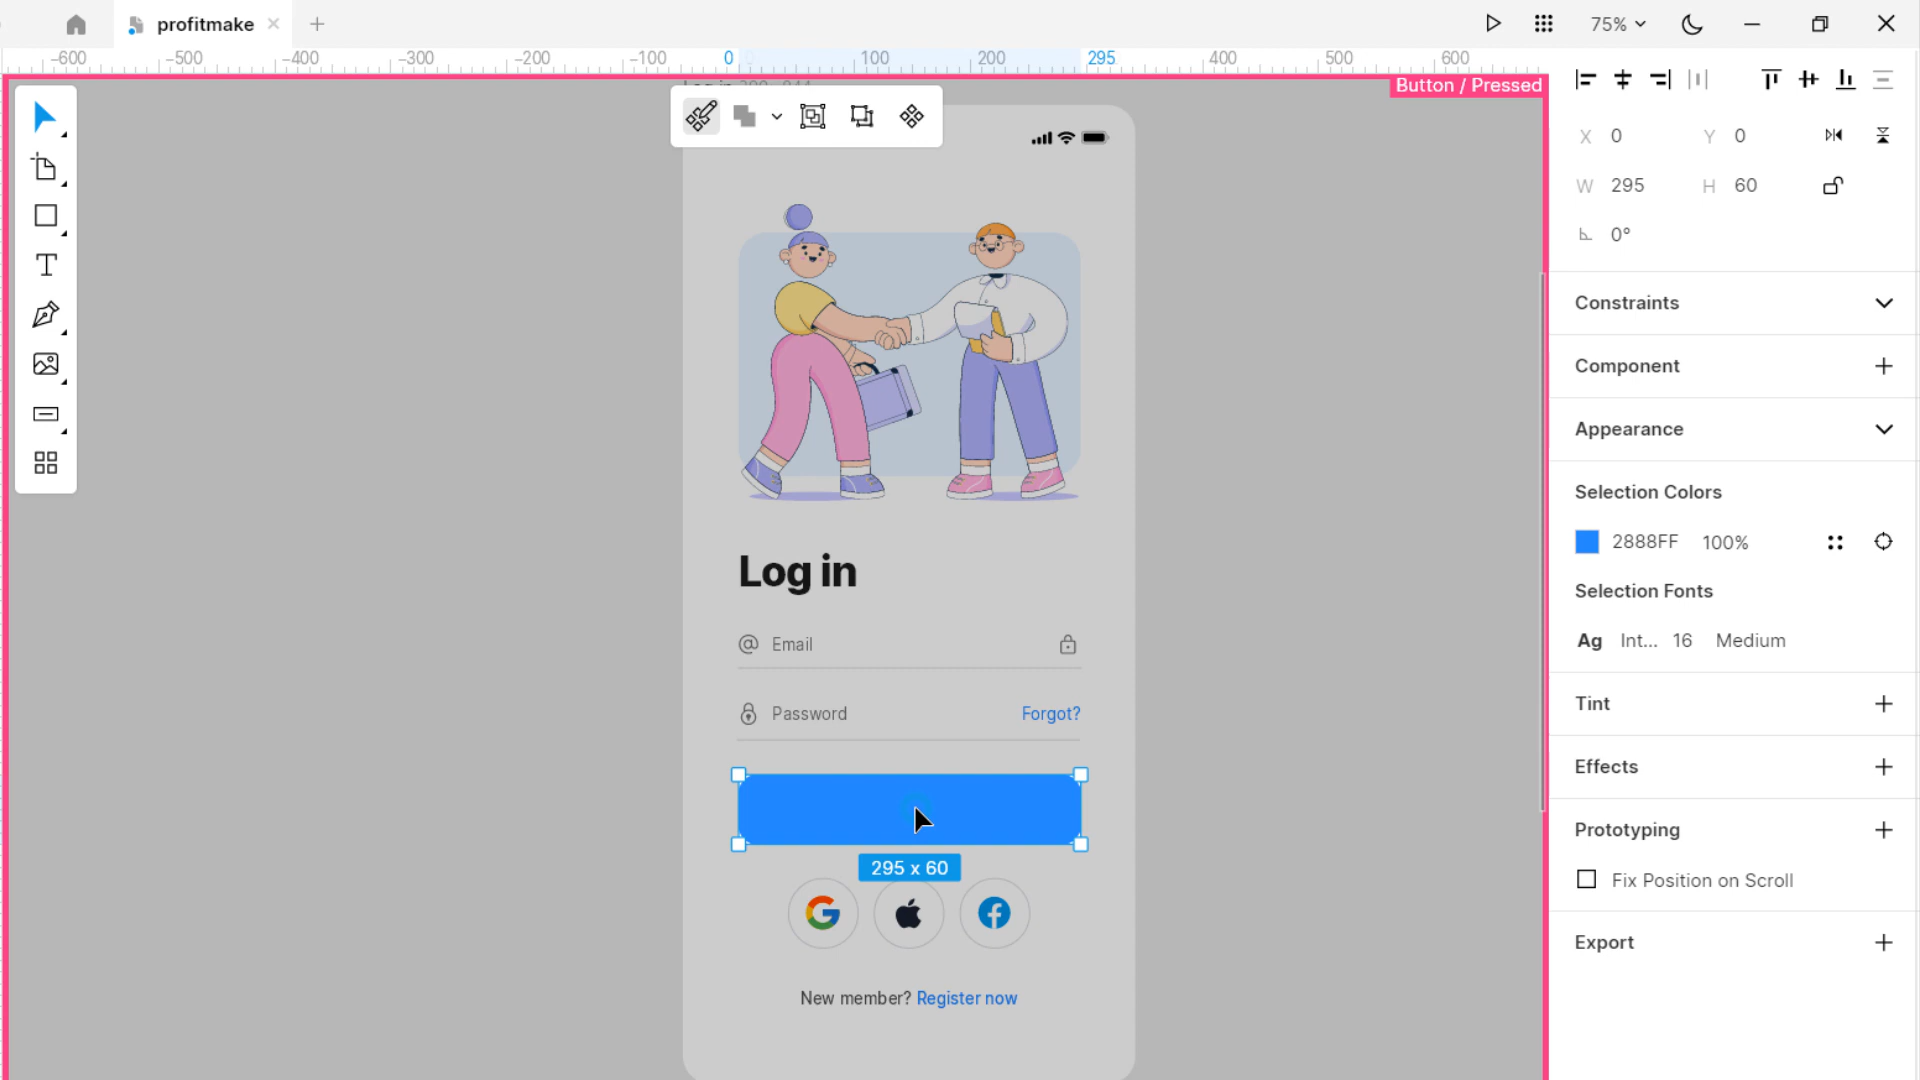 profitmake
75%
-600 -500 -400 -300 -200 -100 0 100 200 295 400 500 600
Button / Pressed
X 0 Y 0
W 295 H 60
0°
Constraints
Component
Appearance
Selection Colors
2888FF 100%
Selection Fonts
Ag Int... 16 Medium
Tint
Effects
Prototyping
Fix Position on Scroll
Export
Log in
Email
Password Forgot?
295 x 60
New member? Register now